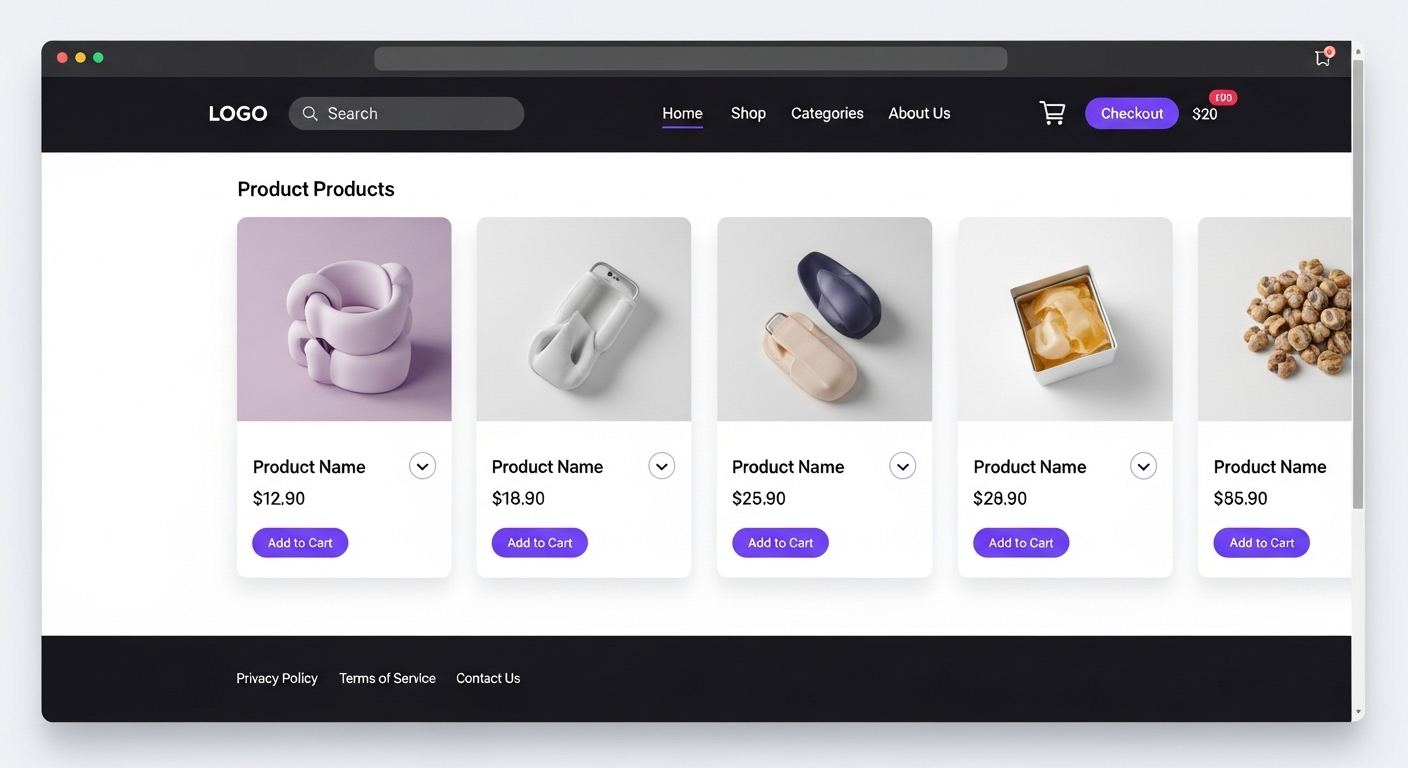 LOGO
Search
Home
Shop
Categories
About Us
Checkout
$20
Product Products
Product Name
$12.90
Add to Cart
Product Name
$18.90
Add to Cart
Product Name
$25.90
Add to Cart
Product Name
$28.90
Add to Cart
Product Name
$85.90
Add to Cart
Privacy Policy
Terms of Service
Contact Us